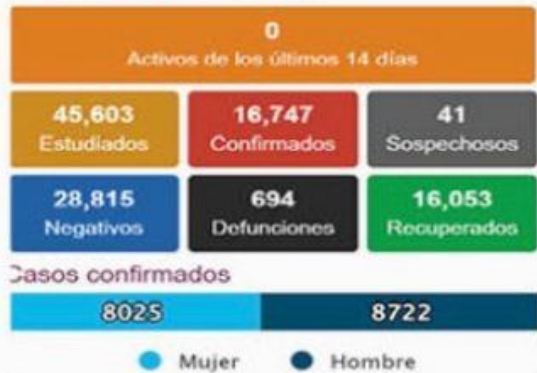 0
Activos de los últimos 14 días
45,603
Estudiados
16,747
Confirmados
41
Sospechosos
28,815
Negativos
694
Defunciones
16,053
Recuperados
Casos confirmados
8025
8722
Mujer
Hombre